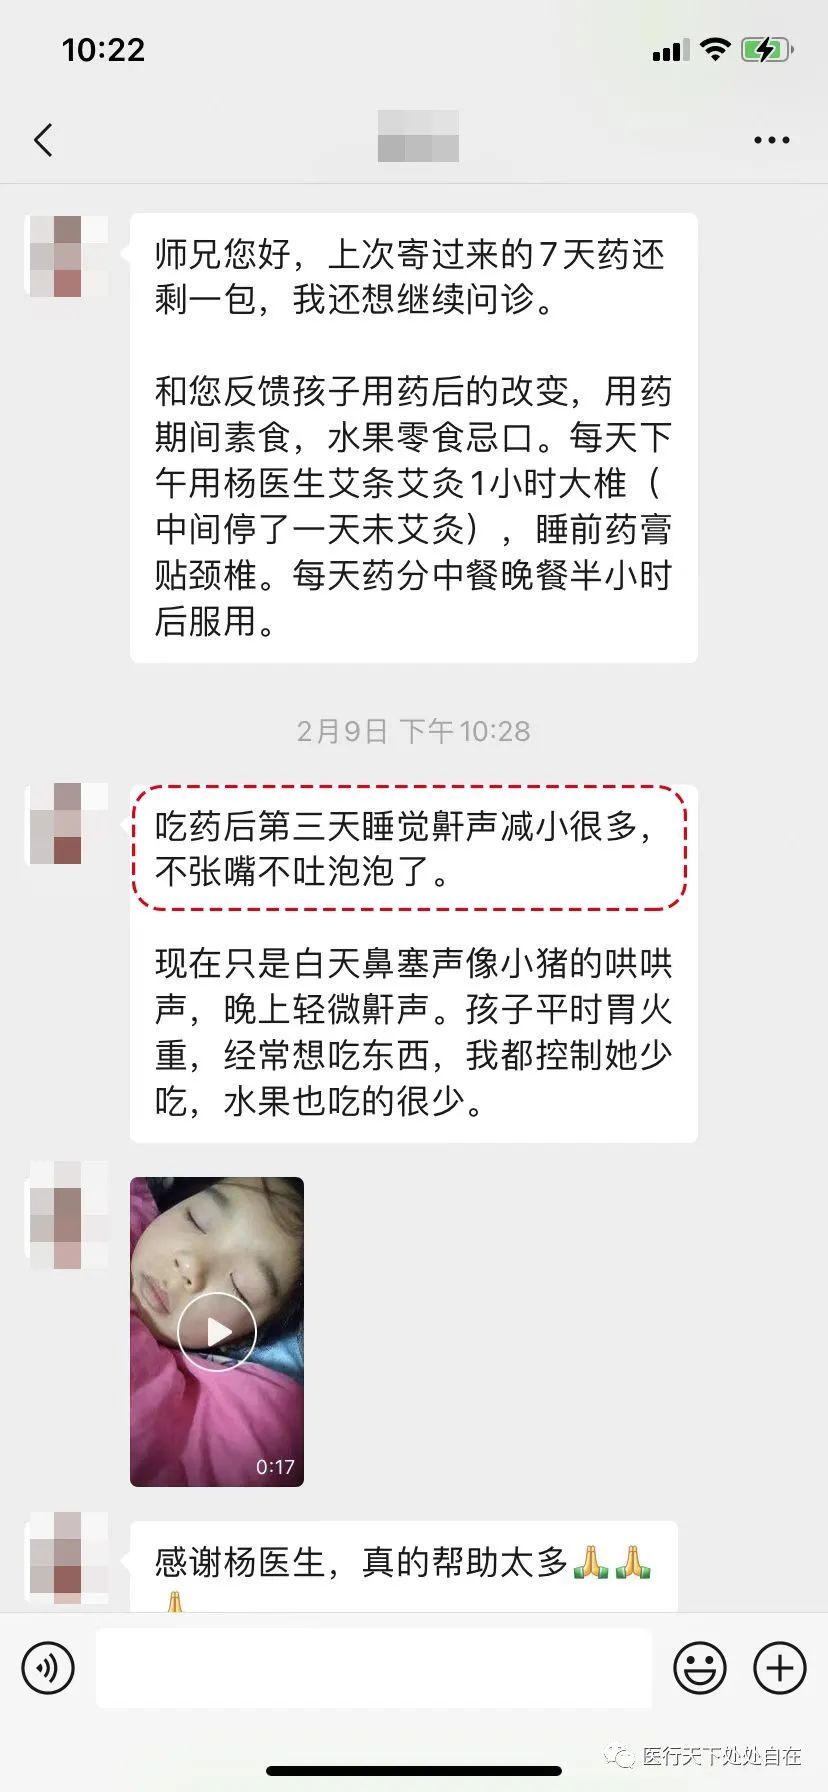 10:22
师兄您好，上次寄过来的7天药还
剩一包，我还想继续问诊。
和您反馈孩子用药后的改变，用药
期间素食，水果零食忌口。每天下
午用杨医生艾条艾灸1小时大椎（
中间停了一天未艾灸），睡前药膏
贴颈椎。每天药分中餐晚餐半小时
后服用。
2月9日 下午10:28
吃药后第三天睡觉鼾声减小很多，
不张嘴不吐泡泡了。
现在只是白天鼻塞声像小猪的哄哄
声，晚上轻微鼾声。孩子平时胃火
重，经常想吃东西，我都控制她少
吃，水果也吃的很少。
0:17
感谢杨医生，真的帮助太多🙏🙏
🙏
医行天下处处自在